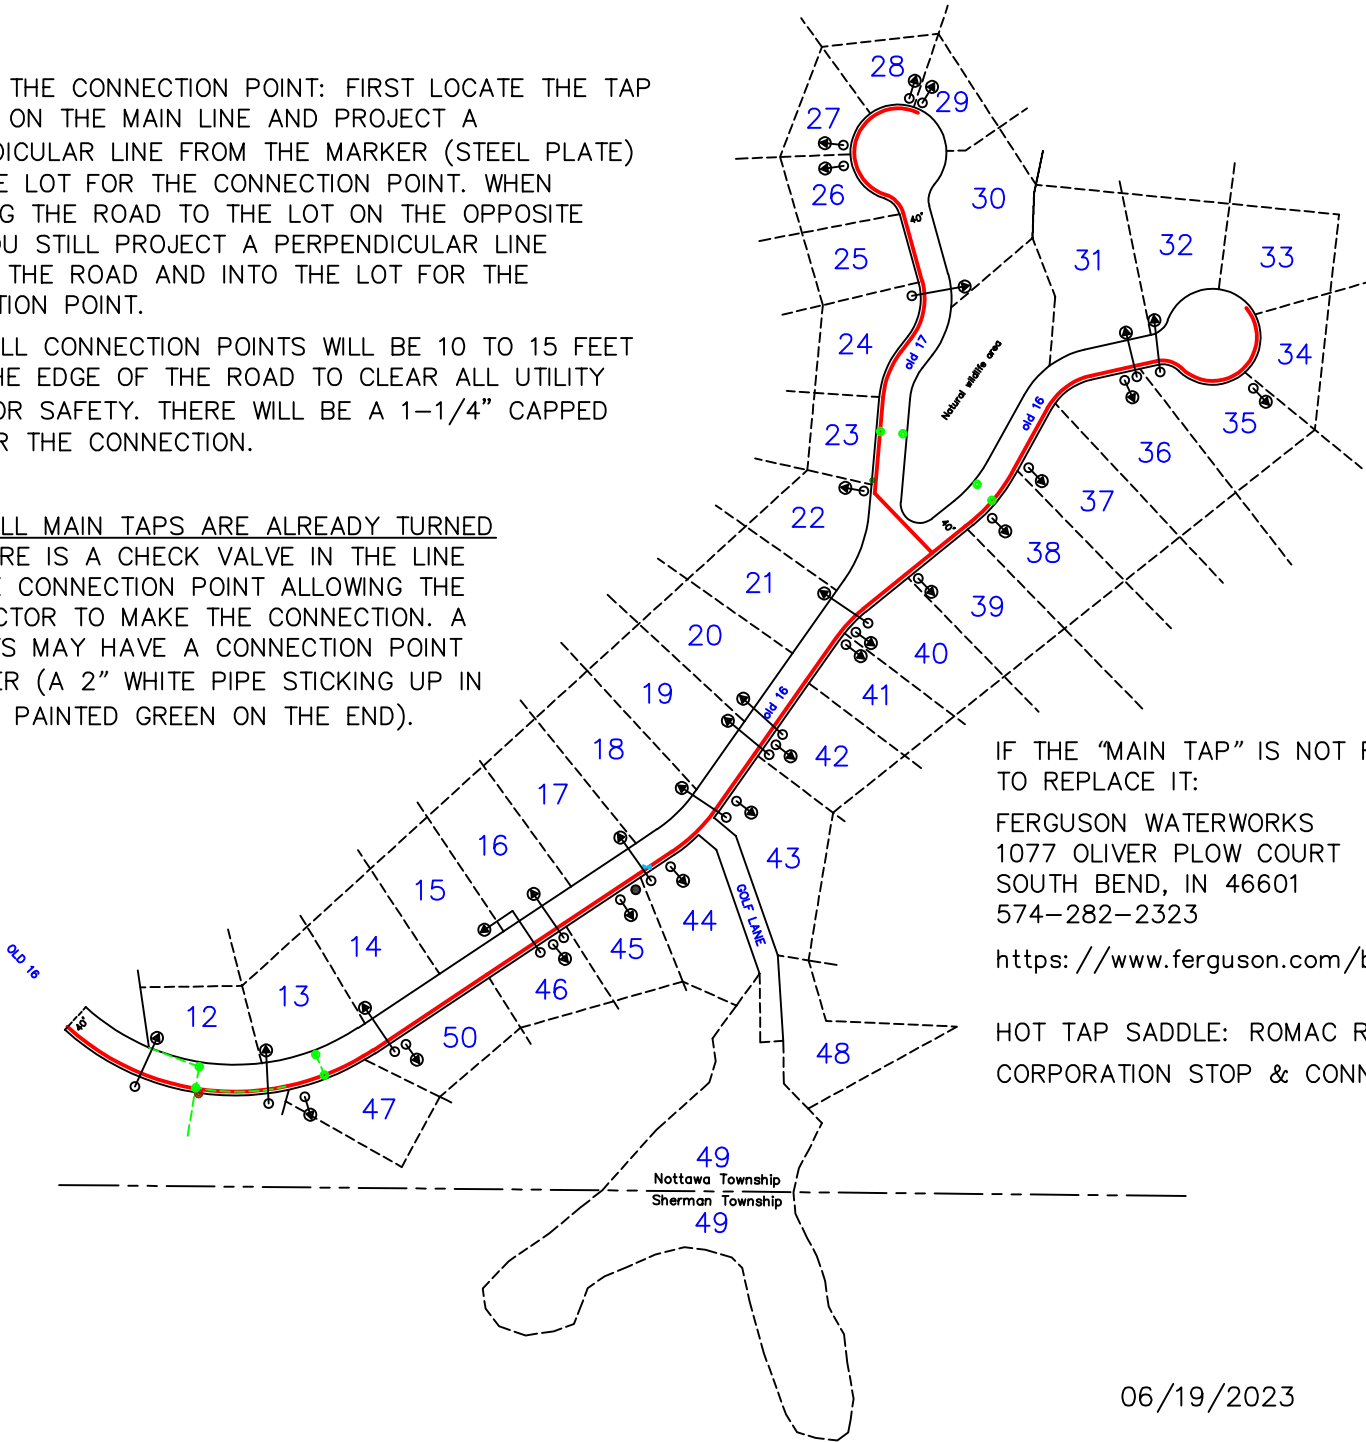 THE CONNECTION POINT: FIRST LOCATE THE TAP
ON THE MAIN LINE AND PROJECT A
DICULAR LINE FROM THE MARKER (STEEL PLATE)
E LOT FOR THE CONNECTION POINT. WHEN
G THE ROAD TO THE LOT ON THE OPPOSITE
OU STILL PROJECT A PERPENDICULAR LINE
THE ROAD AND INTO THE LOT FOR THE
TION POINT.
LL CONNECTION POINTS WILL BE 10 TO 15 FEET
HE EDGE OF THE ROAD TO CLEAR ALL UTILITY
OR SAFETY. THERE WILL BE A 1-1/4" CAPPED
R THE CONNECTION.
LL MAIN TAPS ARE ALREADY TURNED
RE IS A CHECK VALVE IN THE LINE
E CONNECTION POINT ALLOWING THE
CTOR TO MAKE THE CONNECTION. A
S MAY HAVE A CONNECTION POINT
ER (A 2" WHITE PIPE STICKING UP IN
PAINTED GREEN ON THE END).
28
29
27
26
30
40'
25
31
32
33
24
old 17
Natural wildlife area
34
old 16
23
35
36
37
22
40'
38
21
39
20
40
19
old 16
41
18
42
17
16
43
15
GOLF LANE
44
14
45
OLD 16
46
13
12
40'
50
48
47
49
Nottawa Township
Sherman Township
49
IF THE "MAIN TAP" IS NOT
TO REPLACE IT:
FERGUSON WATERWORKS
1077 OLIVER PLOW COURT
SOUTH BEND, IN 46601
574-282-2323
https://www.ferguson.com/b
HOT TAP SADDLE: ROMAC R
CORPORATION STOP & CONN
06/19/2023